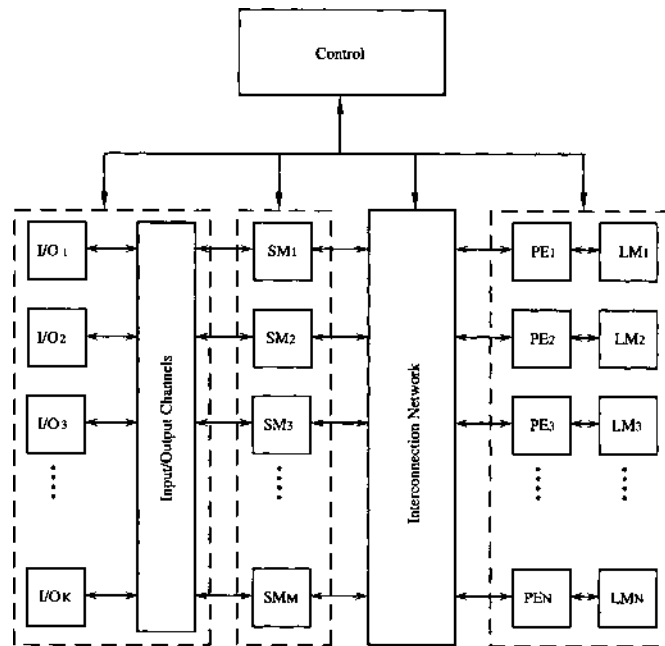 Control
I/O1 SM1 PE1 LM1
I/O2 SM2 PE2 LM2
I/O3 SM3 PE3 LM3
I/OK SMM PEN LMN
Input/Output Channels
Interconnection Network